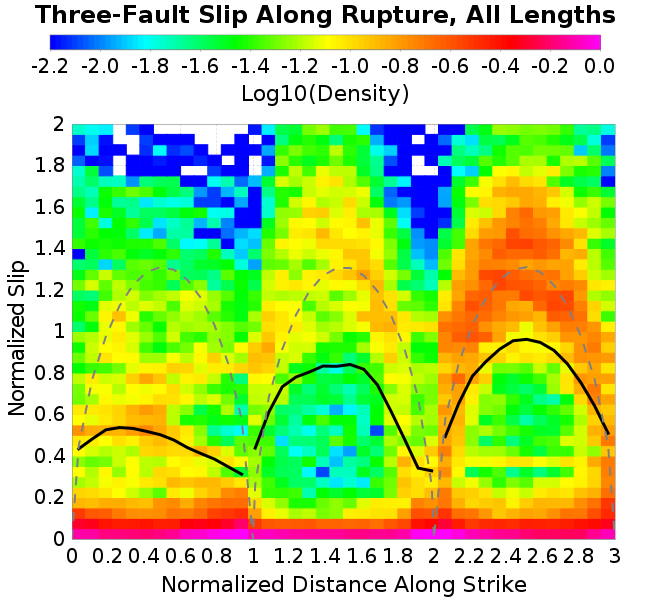 Three-Fault Slip Along Rupture, All Lengths
-2.2 -2.0 -1.8 -1.6 -1.4 -1.2 -1.0 -0.8 -0.6 -0.4 -0.2 0.0
Log10(Density)
2
1.8
1.6
1.4
1.2
1
0.8
0.6
0.4
0.2
0
Normalized Slip
0 0.2 0.4 0.6 0.8 1 1.2 1.4 1.6 1.8 2 2.2 2.4 2.6 2.8 3
Normalized Distance Along Strike